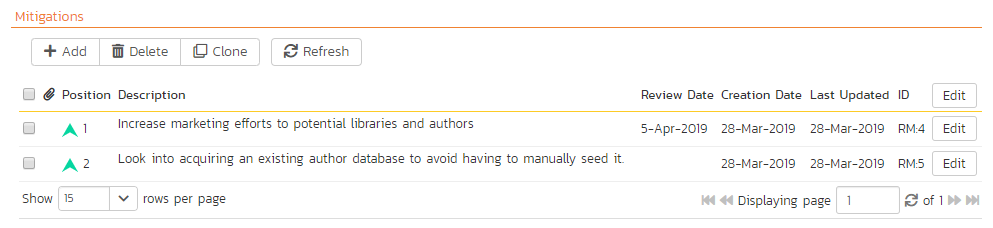 Mitigations
Add Delete Clone Refresh
Position Description Review Date Creation Date Last Updated ID Edit
1 Increase marketing efforts to potential libraries and authors 5-Apr-2019 28-Mar-2019 28-Mar-2019 RM:4 Edit
2 Look into acquiring an existing author database to avoid having to manually seed it. 28-Mar-2019 28-Mar-2019 RM:5 Edit
Show 15 rows per page Displaying page 1 of 1